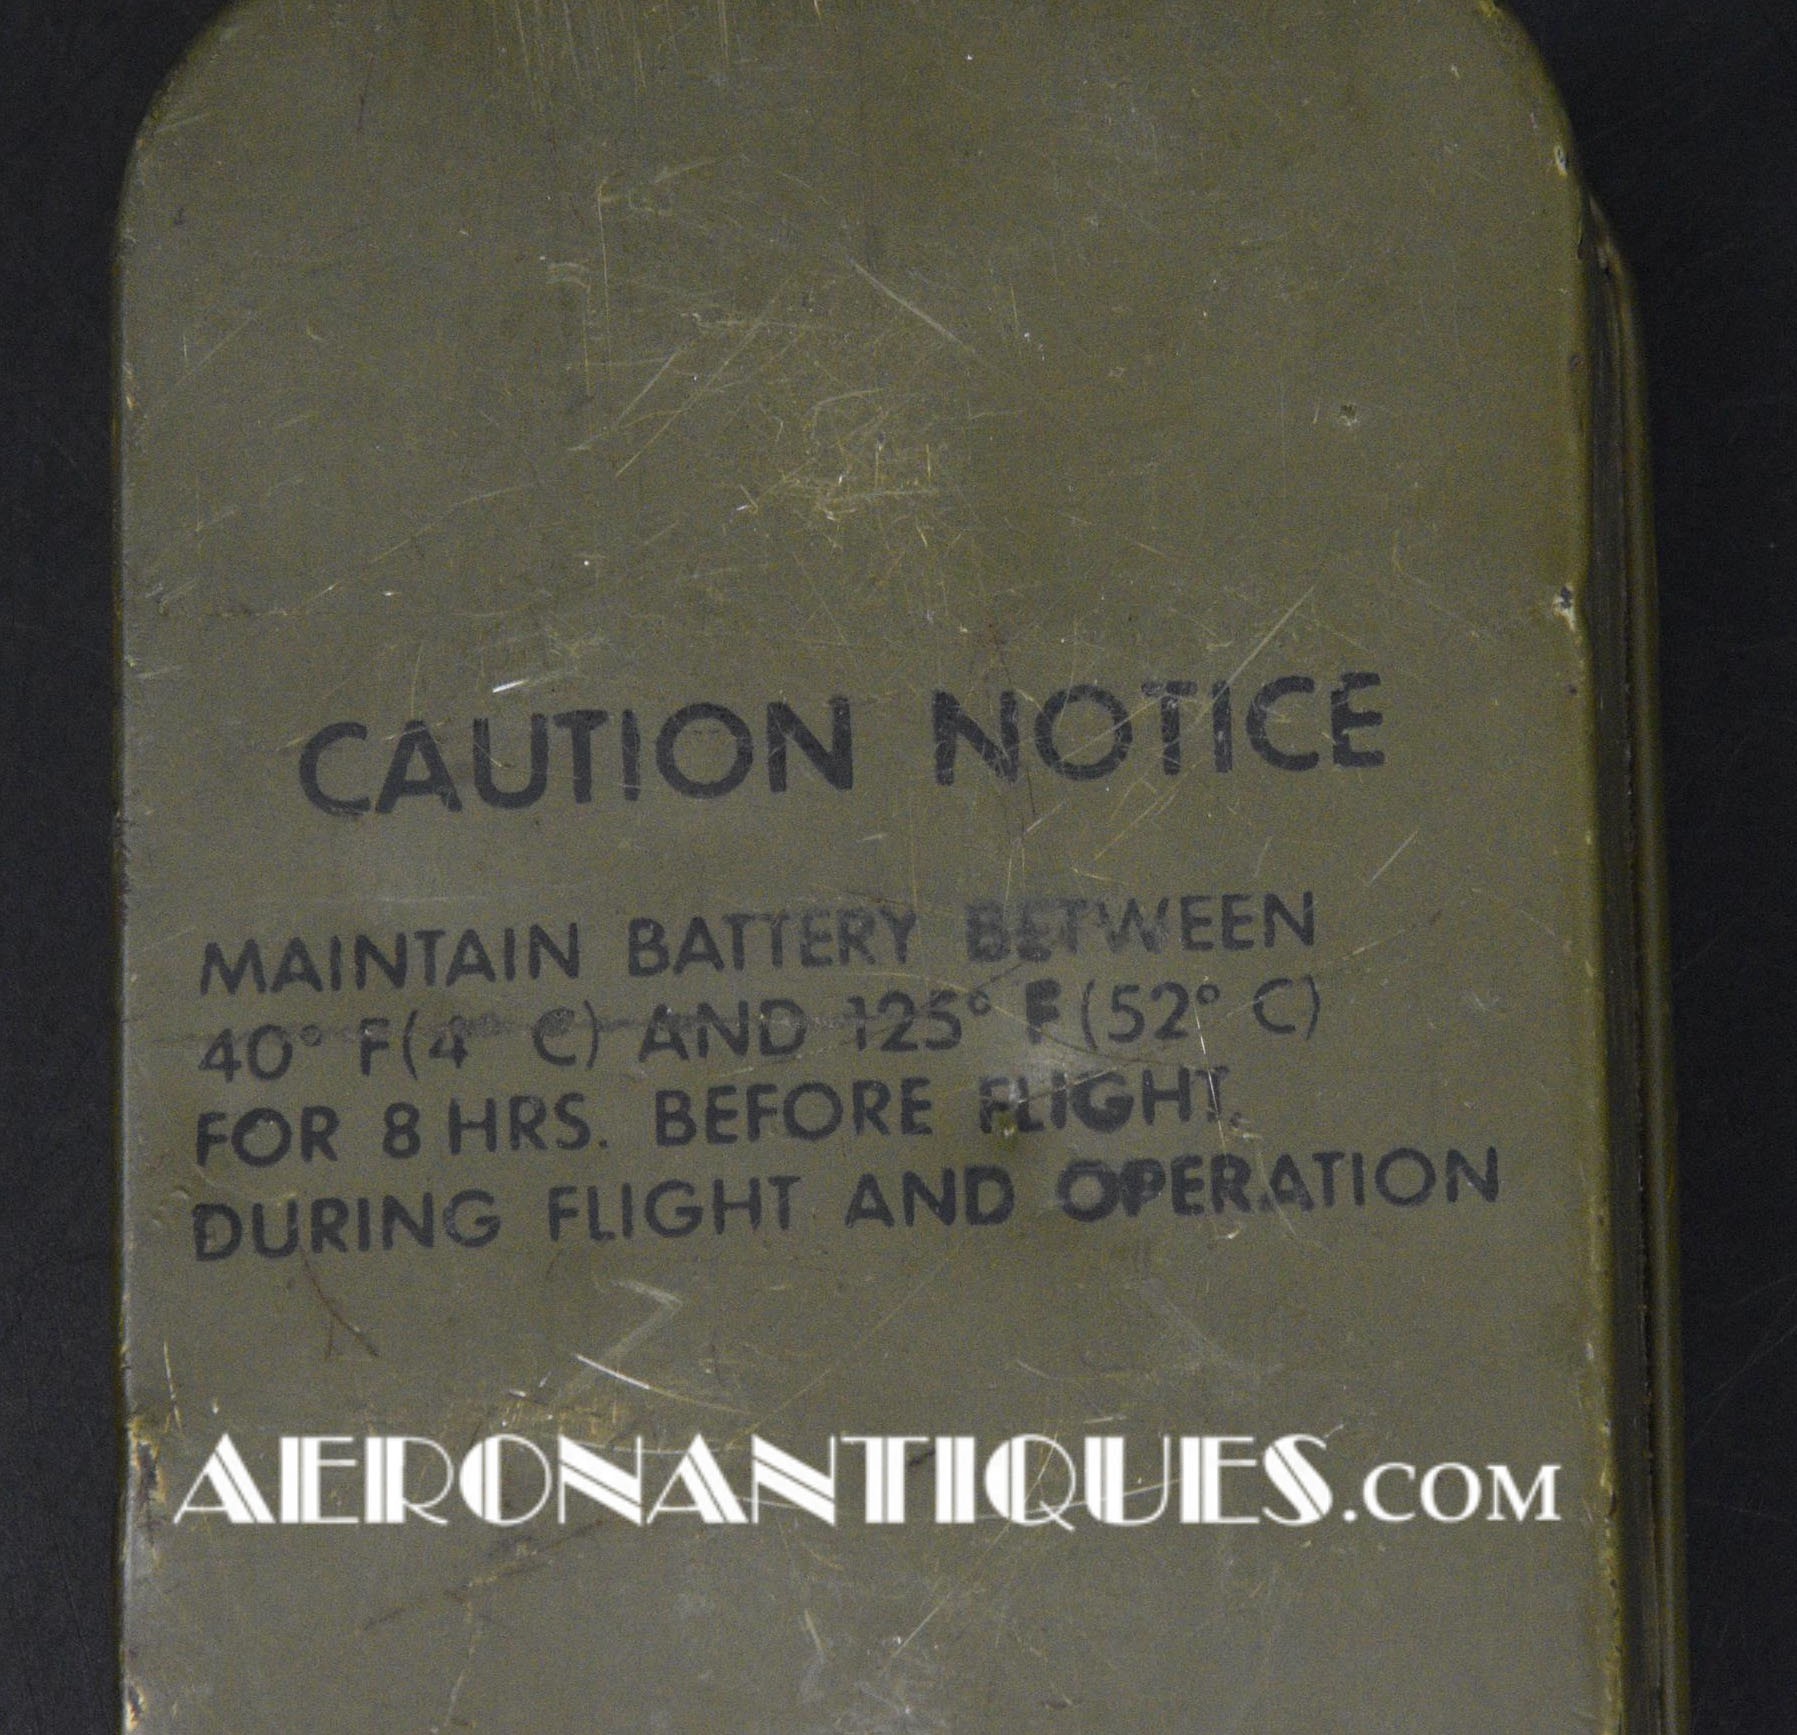 CAUTION NOTICE
MAINTAIN BATTERY BETWEEN
40° F(4° C) AND 125° F (52° C)
FOR 8 HRS. BEFORE FLIGHT,
DURING FLIGHT AND OPERATION
AERONANTIQUES.COM